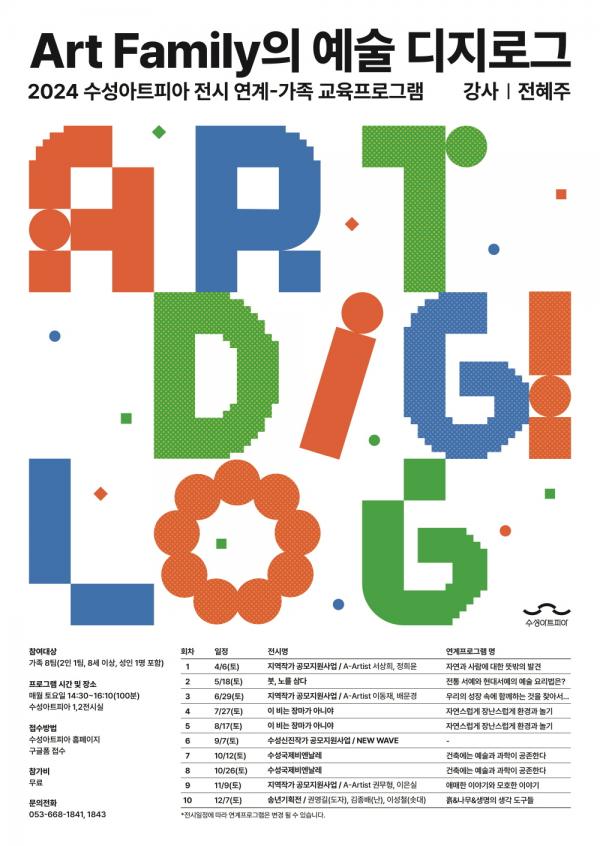 Art Family의 예술 디지로그
2024 수성아트피아 전시 연계-가족 교육프로그램 강사 | 전혜주
ART
DIGI
LOG
수성아트피아
참여대상
가족 8팀(2인 1팀, 8세 이상, 성인 1명 포함)
프로그램 시간 및 장소
매월 토요일 14:30~16:10(100분)
수성아트피아 1,2전시실
접수방법
수성아트피아 홈페이지
구글폼 접수
참가비
무료
문의전화
053-668-1841, 1843
회차 일정 전시명 연계프로그램 명
1 4/6(토) 지역작가 공모지원사업 / A-Artist 서상희, 정희윤 자연과 사람에 대한 뜻밖의 발견
2 5/18(토) 붓, 노를 삼다 전통 서예와 현대서예의 예술 요리법은?
3 6/29(토) 지역작가 공모지원사업 / A-Artist 이동재, 배문경 우리의 성장 속에 함께하는 것을 찾아서...
4 7/27(토) 이 비는 장마가 아니야 자연스럽게 장난스럽게 환경과 놀기
5 8/17(토) 이 비는 장마가 아니야 자연스럽게 장난스럽게 환경과 놀기
6 9/7(토) 수성신진작가 공모지원사업 / NEW WAVE -
7 10/12(토) 수성국제비엔날레 건축에는 예술과 과학이 공존한다
8 10/26(토) 수성국제비엔날레 건축에는 예술과 과학이 공존한다
9 11/9(토) 지역작가 공모지원사업 / A-Artist 권무형, 이은실 애매한 이야기와 모호한 이야기
10 12/7(토) 송년기획전 / 권영길(도자), 김종배(난), 이성철(솟대) 흙&나무&생명의 생각 도구들
*전시일정에 따라 연계프로그램은 변경 될 수 있습니다.